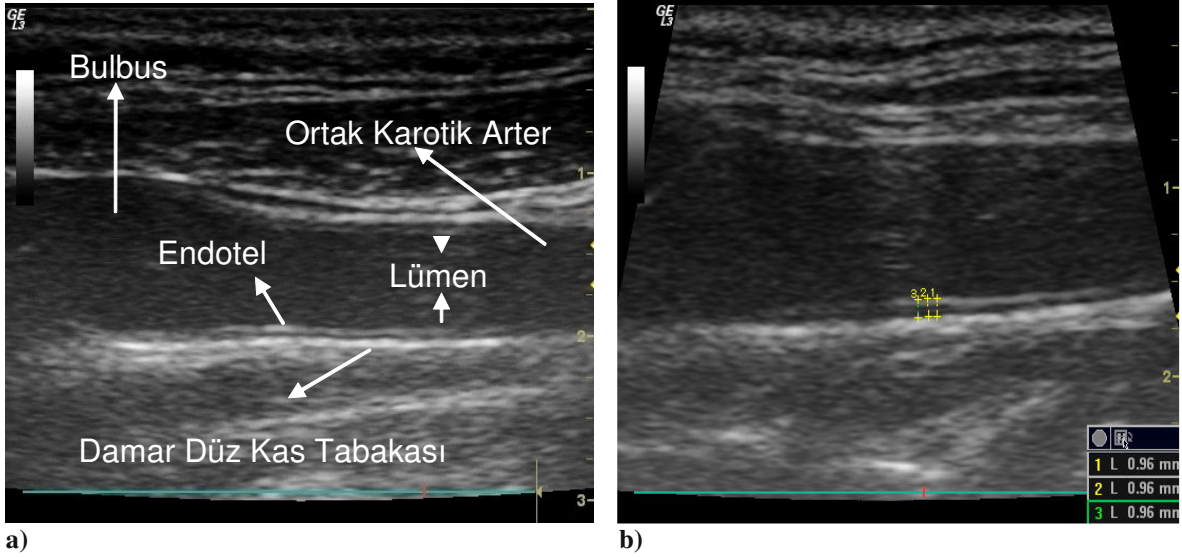 GE
L3
Bulbus
Ortak Karotik Arter
1
Endotel
Lümen
2
Damar Düz Kas Tabakası
3
a)
GE
L3
1
3 2 1
2
1 L 0.96 mm
2 L 0.96 mm
3 L 0.96 mm
b)